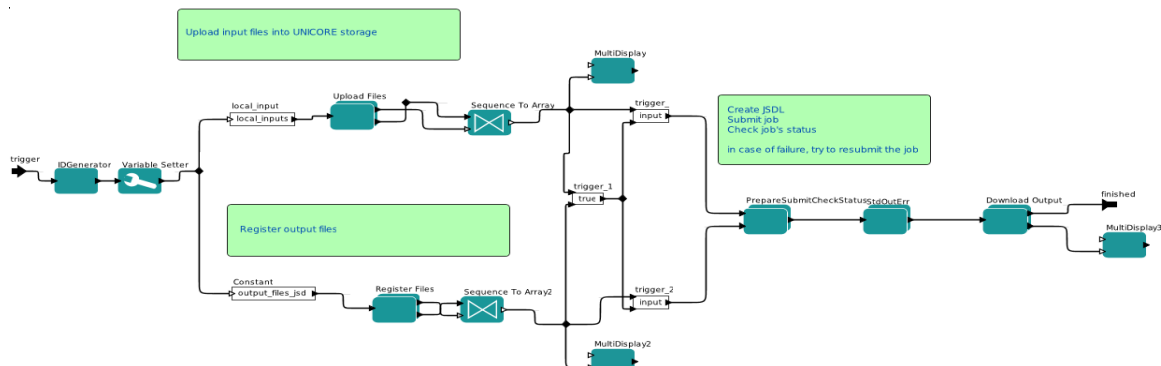 Upload input files into UNICORE storage
MultiDisplay
local_input
local_inputs
Upload Files
Sequence To Array
trigger_
input
Create JSDL
Submit job
Check job's status
in case of failure, try to resubmit the job
trigger
IDGenerator
Variable Setter
trigger_1
true
PrepareSubmitCheckStatus
StdOutErr
Download Output
finished
MultiDisplay3
Register output files
Constant
output_files_jsd
Register Files
Sequence To Array2
trigger_2
input
MultiDisplay2